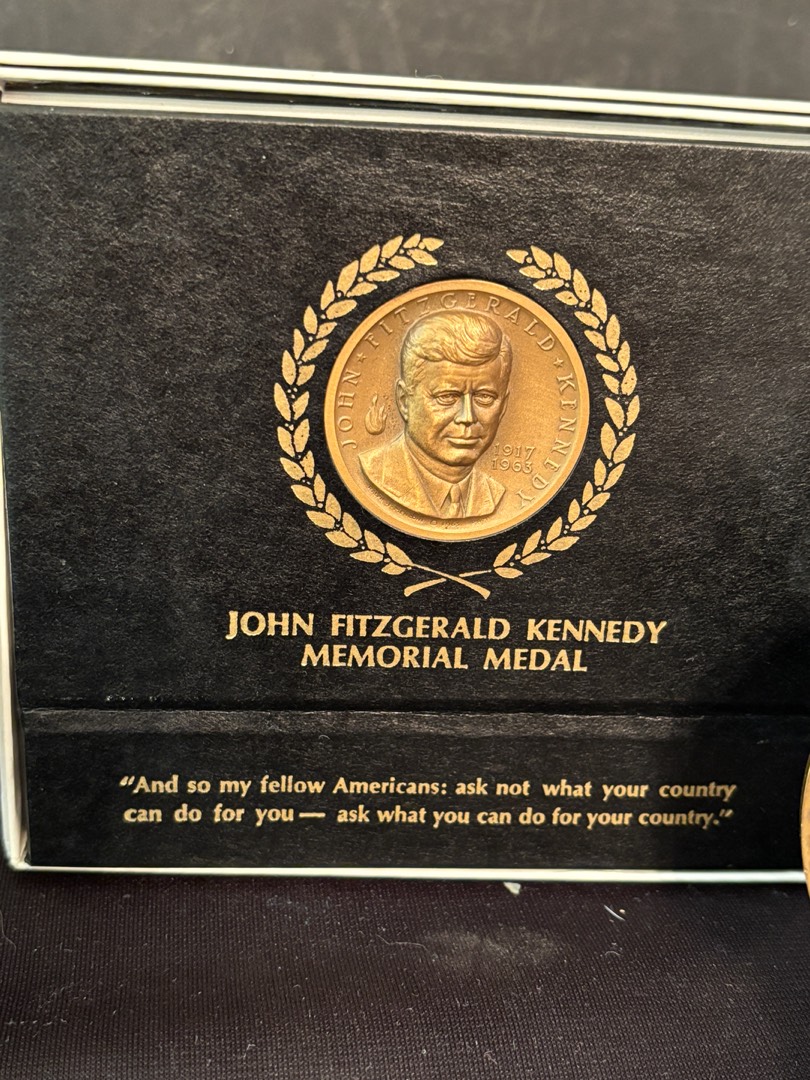 JOHN ★ FITZGERALD ★ KENNEDY
1917
1963
JOHN FITZGERALD KENNEDY
MEMORIAL MEDAL
“And so my fellow Americans: ask not what your country
can do for you — ask what you can do for your country.”